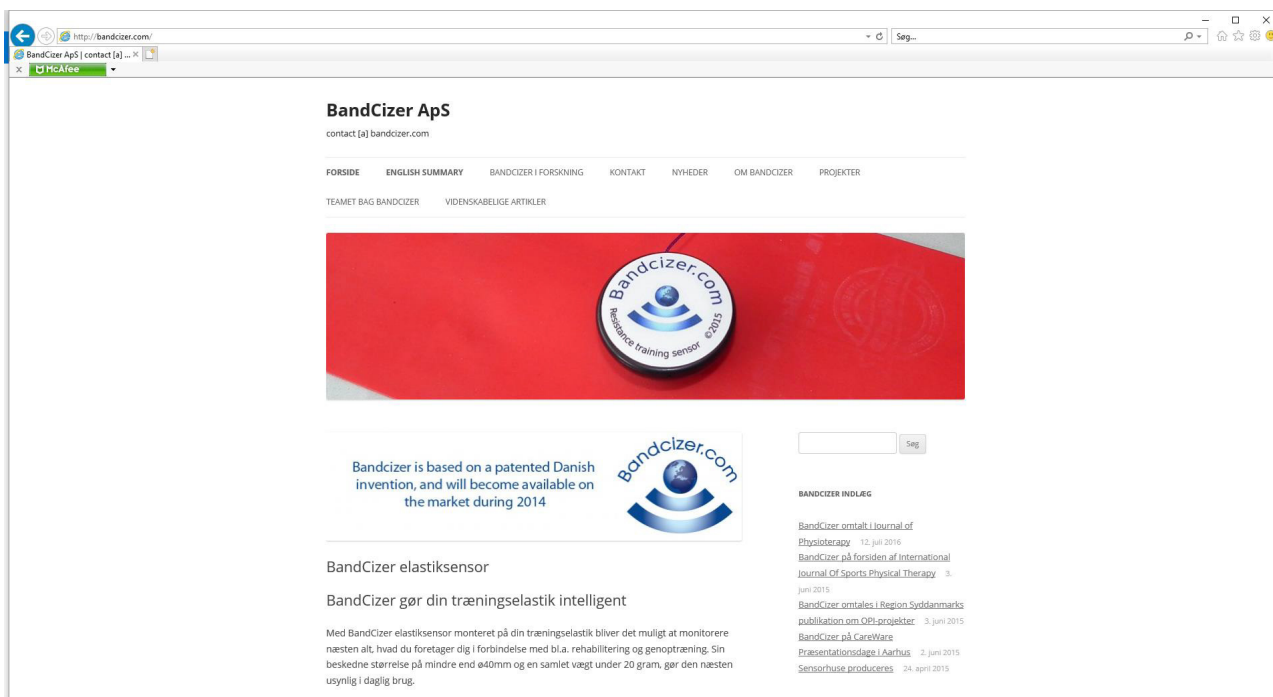 http://bandcizer.com/
Søg...
BandCizer ApS | contact [a] ...
McAfee
BandCizer ApS
contact [a] bandcizer.com
FORSIDE ENGLISH SUMMARY BANDCIZER I FORSKNING KONTAKT NYHEDER OM BANDCIZER PROJEKTER
TEAMET BAG BANDCIZER VIDENSKABELIGE ARTIKLER
Bandcizer.com
Resistance training sensor ©2015
Bandcizer is based on a patented Danish
invention, and will become available on
the market during 2014
Bandcizer.com
BandCizer elastiksensor
BandCizer gør din træningselastik intelligent
Med BandCizer elastiksensor monteret på din træningselastik bliver det muligt at monitorere
næsten alt, hvad du foretager dig i forbindelse med bl.a. rehabilitering og genoptræning. Sin
beskedne størrelse på mindre end ø40mm og en samlet vægt under 20 gram, gør den næsten
usynlig i daglig brug.
Søg
BANDCIZER INDLÆG
BandCizer omtalt i Journal of
Physioterapy 12. juli 2016
BandCizer på forsiden af International
Journal Of Sports Physical Therapy 3.
juni 2015
BandCizer omtales i Region Syddanmarks
publikation om OPI-projekter 3. juni 2015
BandCizer på CareWare
Præsentationsdage i Aarhus 2. juni 2015
Sensorhuse produceres 24. april 2015